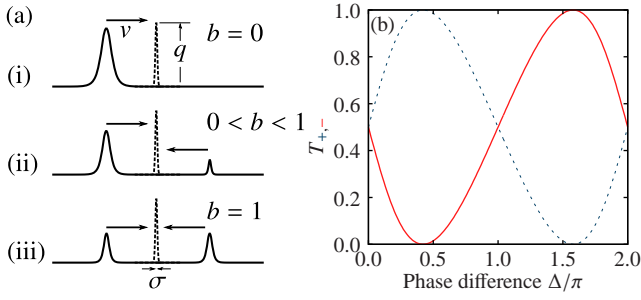 (a)
v
q
b = 0
(i)
0 < b < 1
(ii)
b = 1
(iii)
σ
(b)
1.0
0.8
0.6
0.4
0.2
0.0
T+,−
0.0
0.5
1.0
1.5
2.0
Phase difference Δ/π